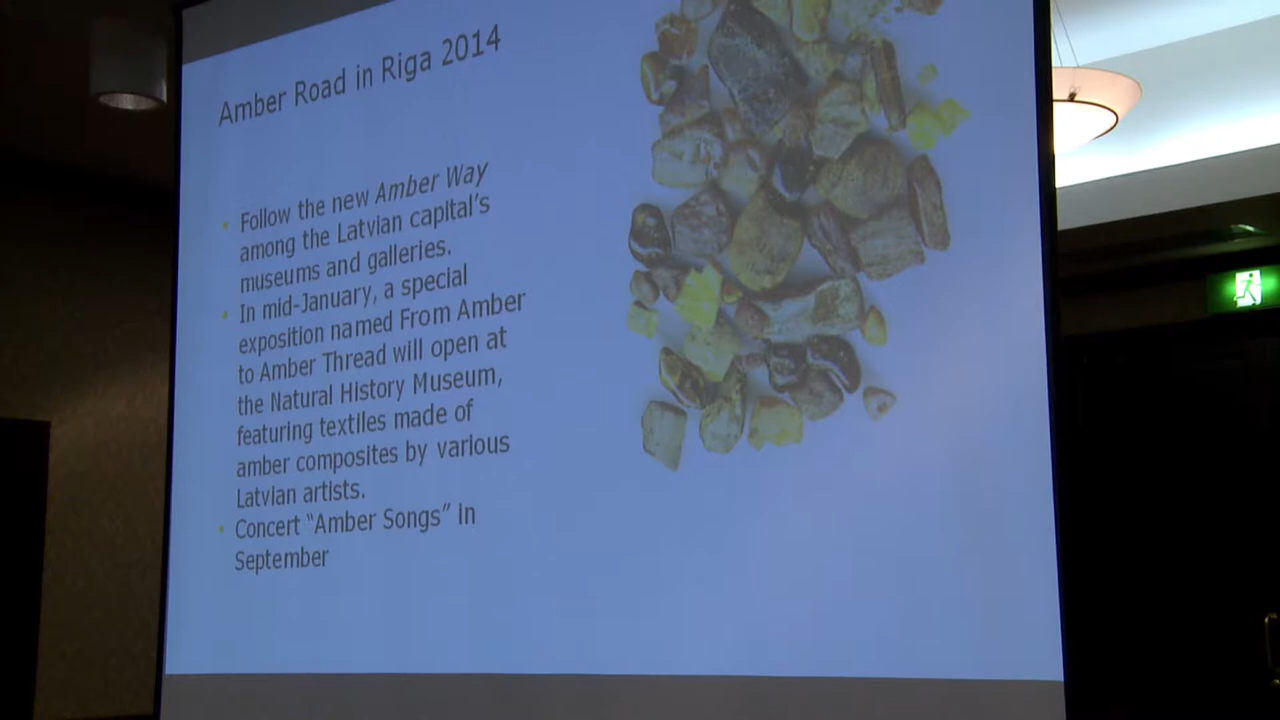 Amber Road in Riga 2014
• Follow the new Amber Way
among the Latvian capital's
museums and galleries.
• In mid-January, a special
exposition named From Amber
to Amber Thread will open at
the Natural History Museum,
featuring textiles made of
amber composites by various
Latvian artists.
• Concert "Amber Songs" in
September